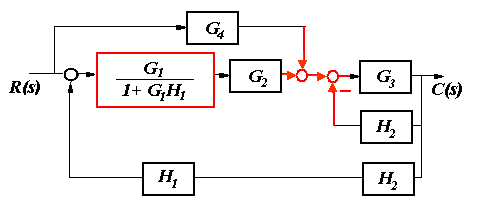 G4
G1
1+ G1H1
G2
G3
R(s)
C(s)
−
H2
H1
H2